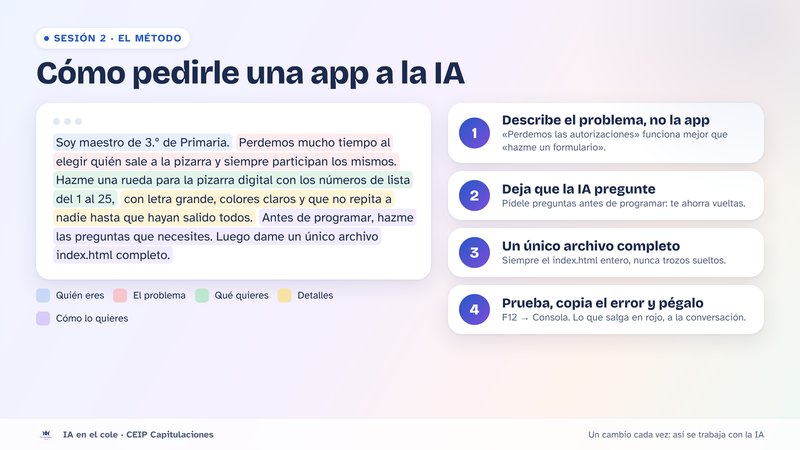 SESIÓN 2 · EL MÉTODO
Cómo pedirle una app a la IA
Soy maestro de 3.º de Primaria. Perdemos mucho tiempo al
elegir quién sale a la pizarra y siempre participan los mismos.
Hazme una rueda para la pizarra digital con los números de lista
del 1 al 25, con letra grande, colores claros y que no repita a
nadie hasta que hayan salido todos. Antes de programar, hazme
las preguntas que necesites. Luego dame un único archivo
index.html completo.
Quién eres
El problema
Qué quieres
Detalles
Cómo lo quieres
1
Describe el problema, no la app
«Perdemos las autorizaciones» funciona mejor que
«hazme un formulario».
2
Deja que la IA pregunte
Pídele preguntas antes de programar: te ahorra vueltas.
3
Un único archivo completo
Siempre el index.html entero, nunca trozos sueltos.
4
Prueba, copia el error y pégalo
F12 → Consola. Lo que salga en rojo, a la conversación.
IA en el cole · CEIP Capitulaciones
Un cambio cada vez: así se trabaja con la IA